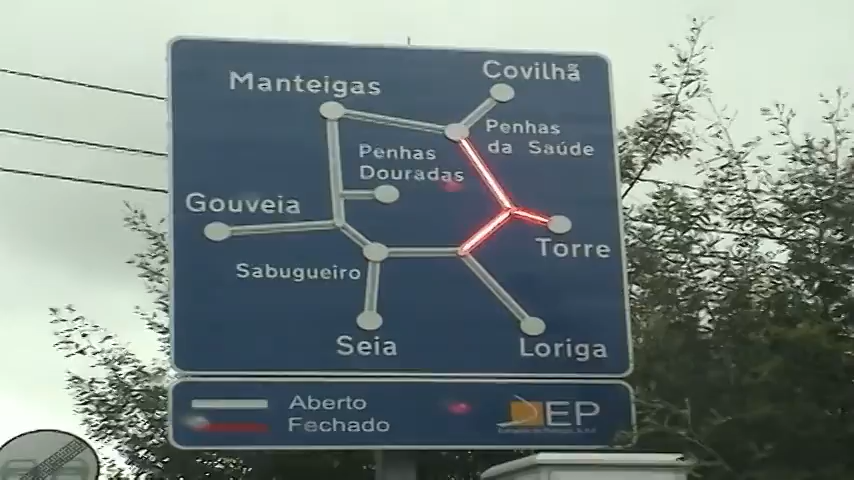 Covilhã
Manteigas
Penhas
da Saúde
Penhas
Douradas
Gouveia
Torre
Sabugueiro
Seia
Loriga
Aberto
Fechado
EP